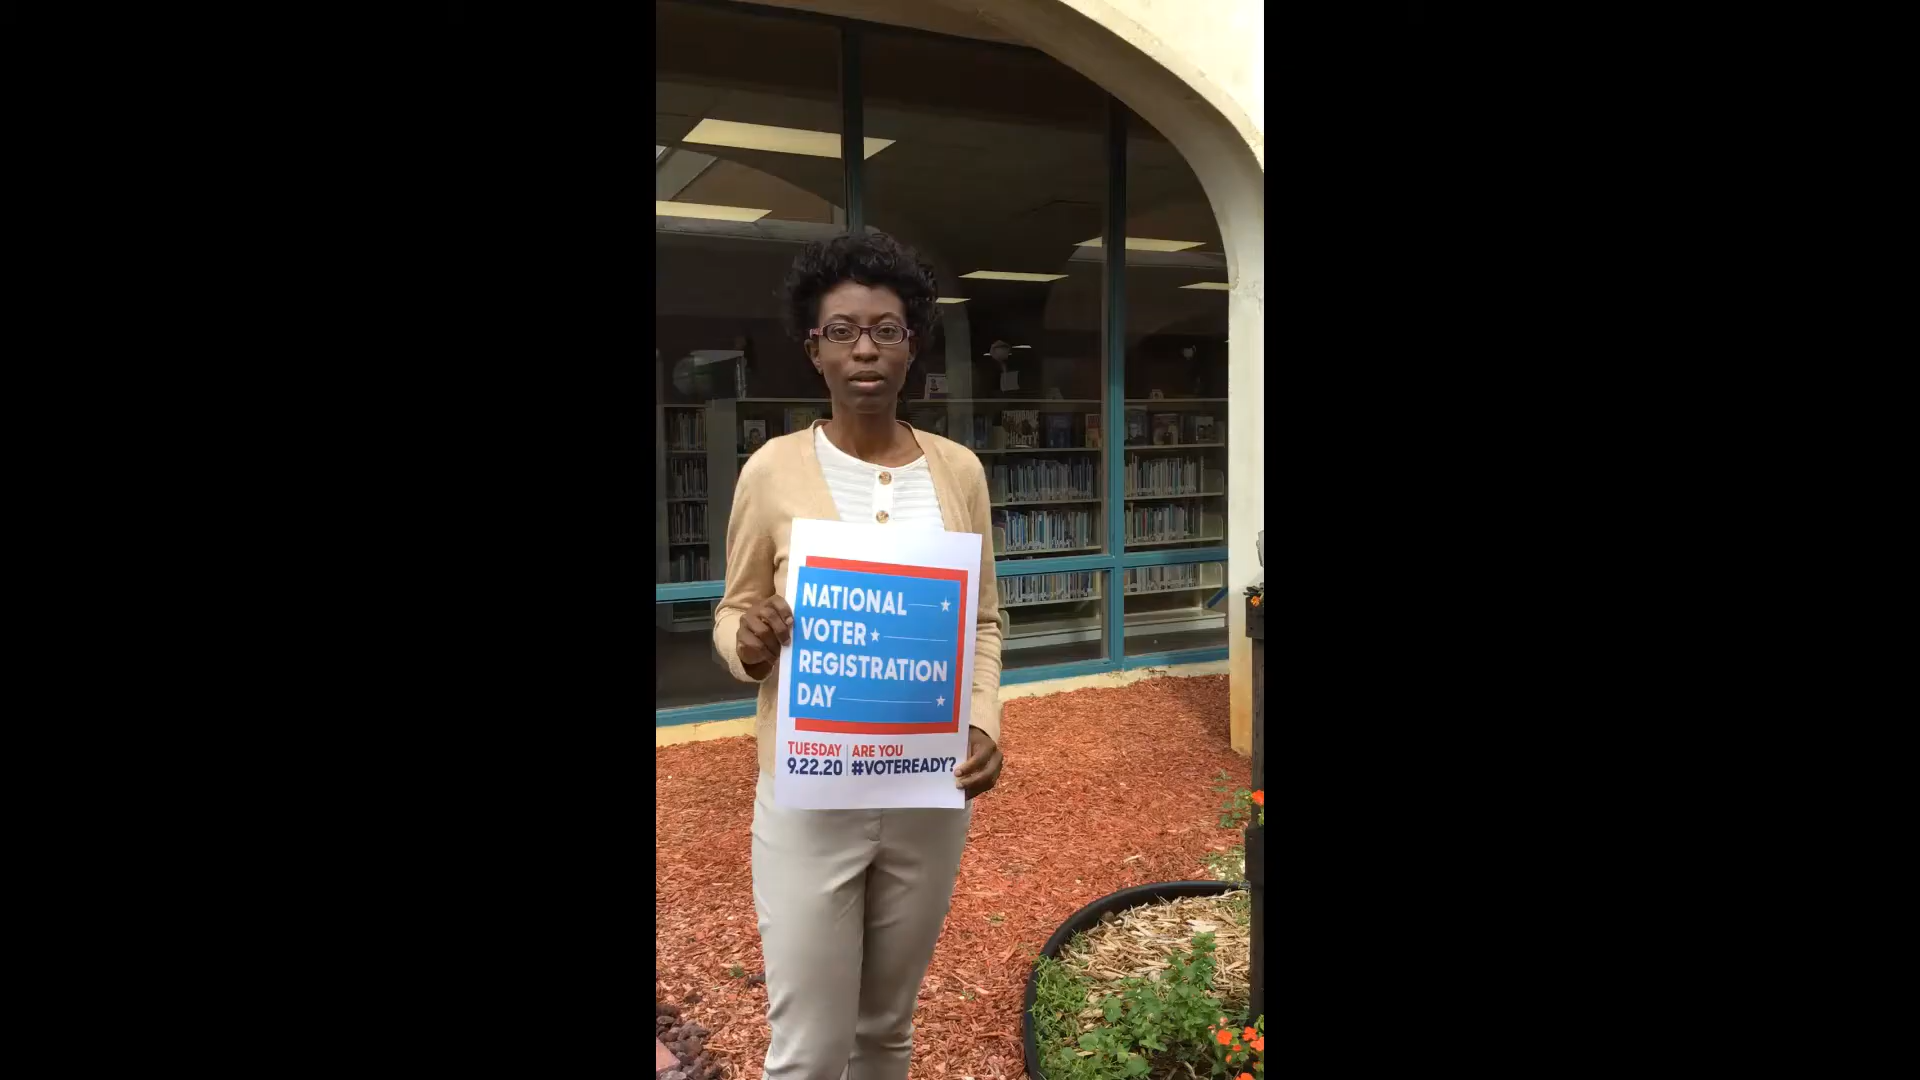 NATIONAL
VOTER
REGISTRATION
DAY
TUESDAY
9.22.20
ARE YOU
#VOTEREADY?